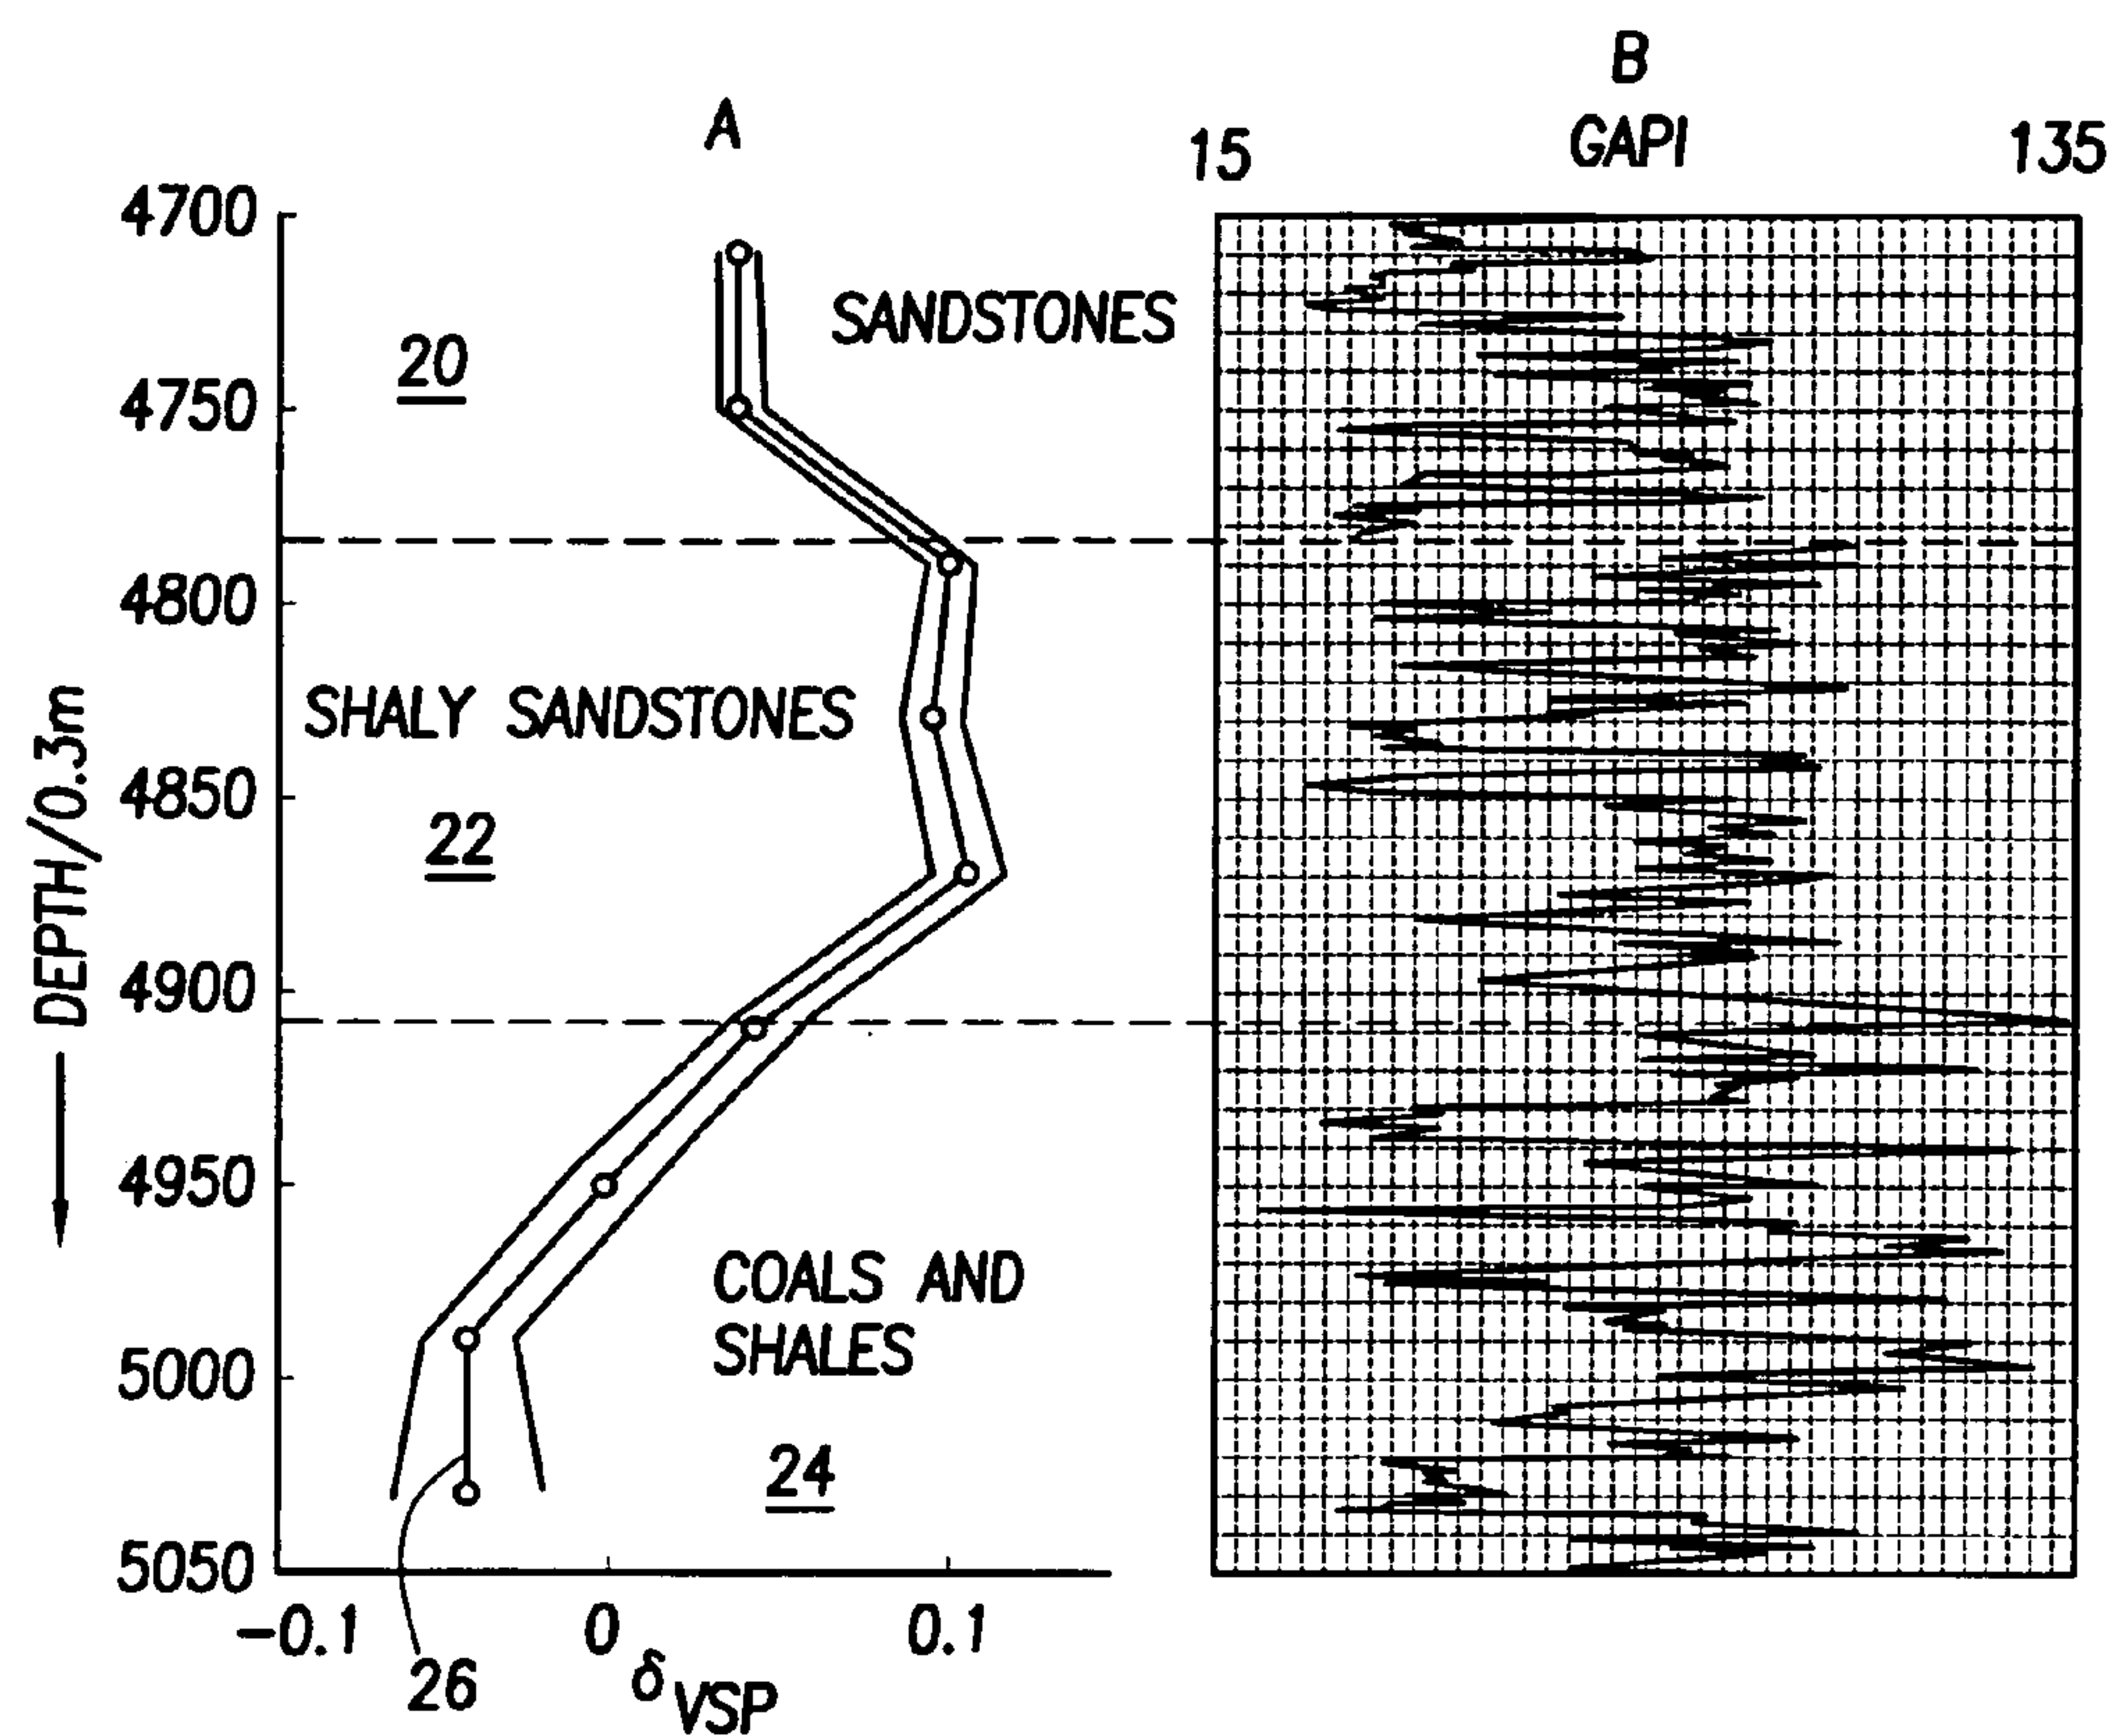 A
B
GAPI
15
135
4700
4750
4800
4850
4900
4950
5000
5050
DEPTH/0.3m
20
SANDSTONES
SHALY SANDSTONES
22
COALS AND
SHALES
24
-0.1
0
0.1
26
δVSP